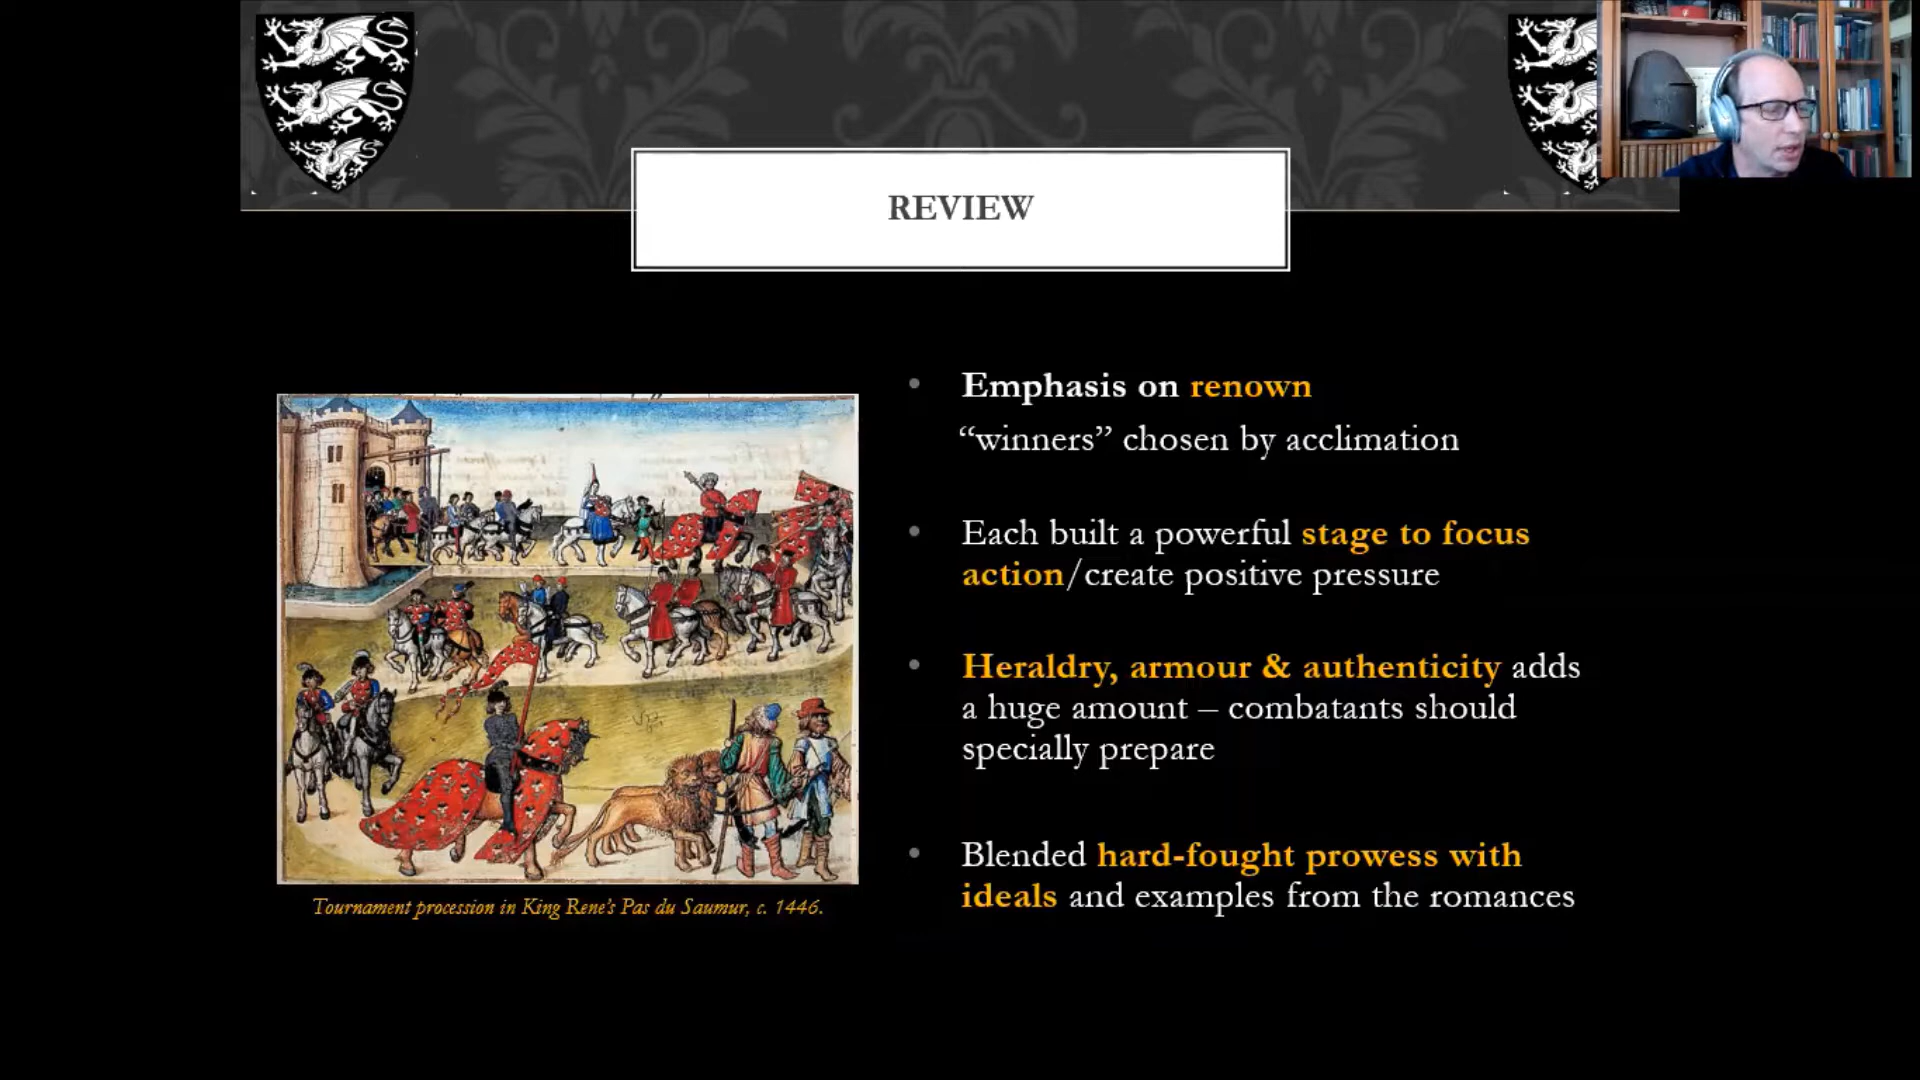 REVIEW
• Emphasis on renown
“winners” chosen by acclimation
• Each built a powerful stage to focus
action/create positive pressure
• Heraldry, armour & authenticity adds
a huge amount – combatants should
specially prepare
• Blended hard-fought prowess with
ideals and examples from the romances
Tournament procession in King Rene’s Pas du Saumur, c. 1446.